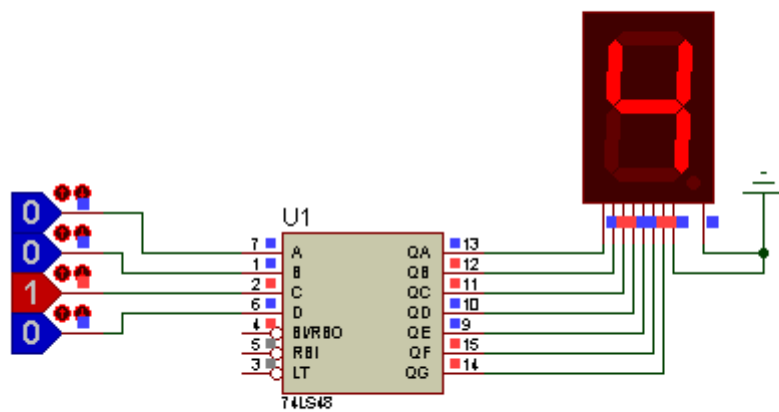 4
U1
0
0
1
0
7 A QA 13
1 B QB 12
2 C QC 11
6 D QD 10
4 BI/RBO QE 9
5 RBI QF 15
3 LT QG 14
74LS48